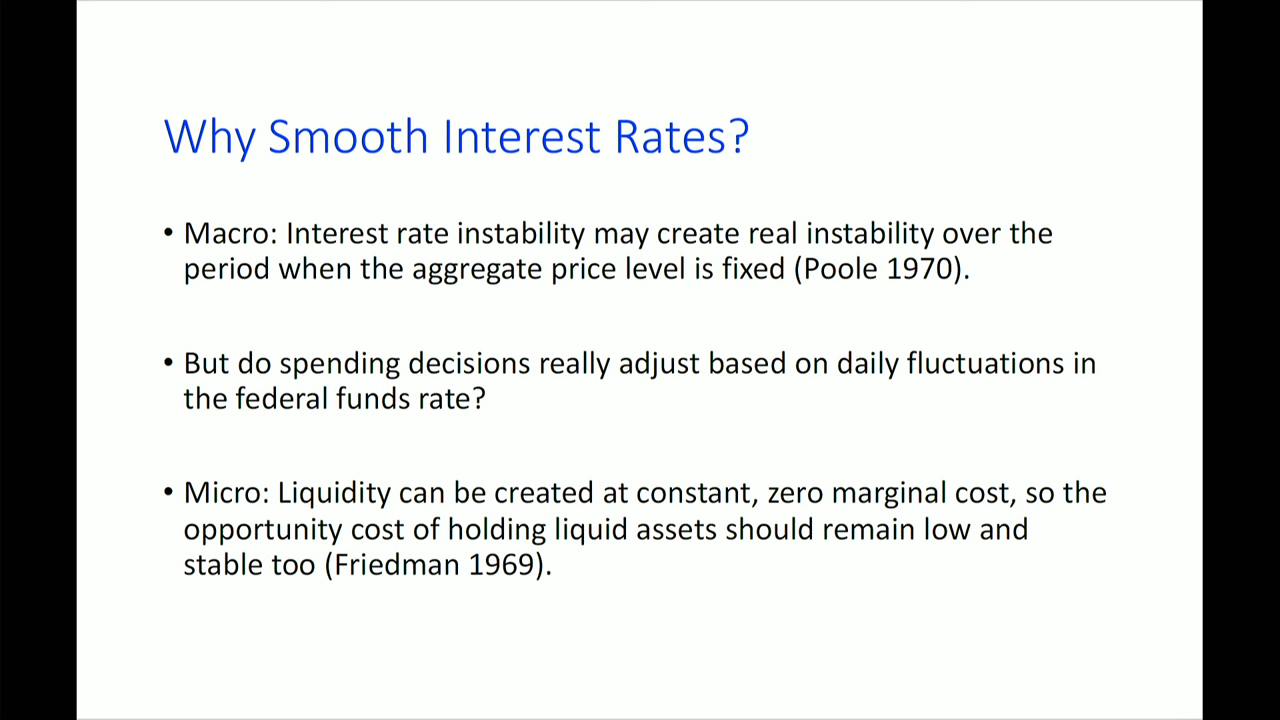 Why Smooth Interest Rates?
• Macro: Interest rate instability may create real instability over the
period when the aggregate price level is fixed (Poole 1970).
• But do spending decisions really adjust based on daily fluctuations in
the federal funds rate?
• Micro: Liquidity can be created at constant, zero marginal cost, so the
opportunity cost of holding liquid assets should remain low and
stable too (Friedman 1969).